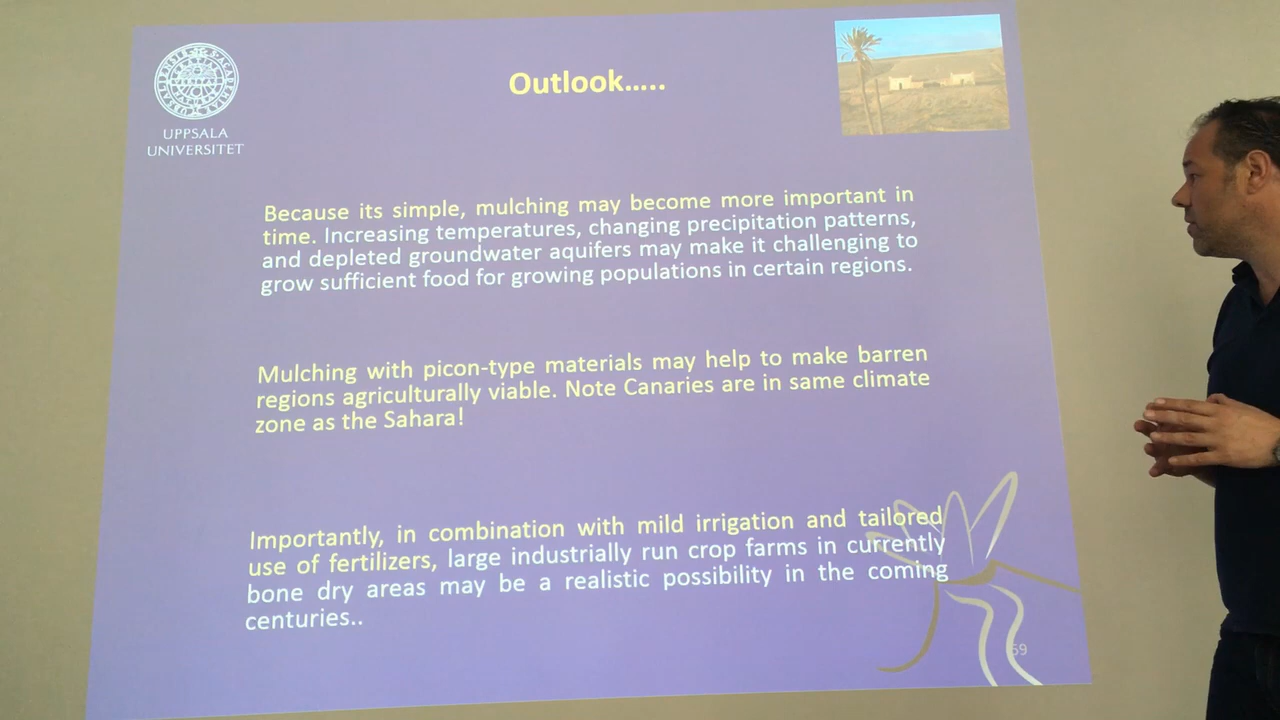 UPPSALA
UNIVERSITET
Outlook.....
Because its simple, mulching may become more important in
time. Increasing temperatures, changing precipitation patterns,
and depleted groundwater aquifers may make it challenging to
grow sufficient food for growing populations in certain regions.
Mulching with picon-type materials may help to make barren
regions agriculturally viable. Note Canaries are in same climate
zone as the Sahara!
Importantly, in combination with mild irrigation and tailored
use of fertilizers, large industrially run crop farms in currently
bone dry areas may be a realistic possibility in the coming
centuries..
69